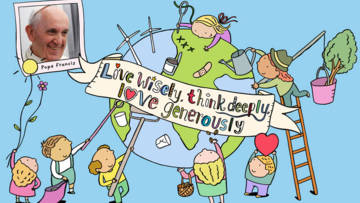 Pope Francis
Live wisely, think deeply,
love generously